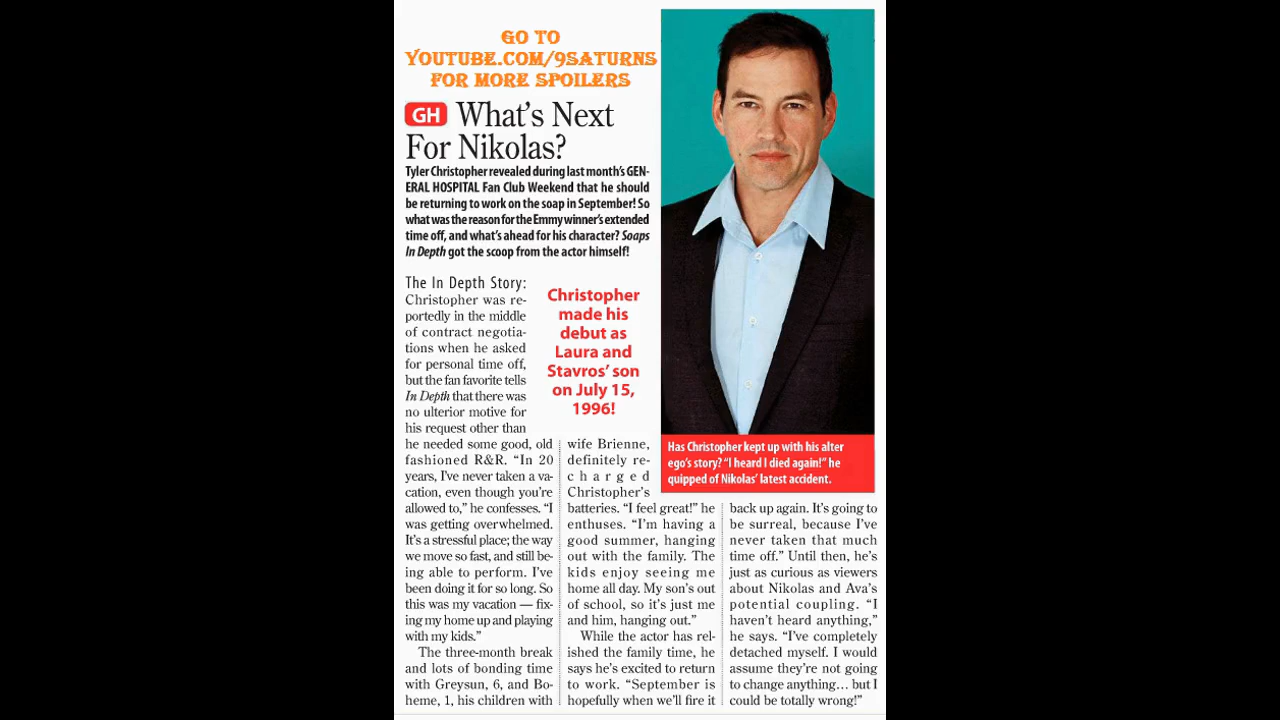 GO TO
YOUTUBE.COM/9SATURNS
FOR MORE SPOILERS
GH What's Next
For Nikolas?
Tyler Christopher revealed during last month's GEN-
ERAL HOSPITAL Fan Club Weekend that he should
be returning to work on the soap in September! So
what was the reason for the Emmy winner's extended
time off, and what's ahead for his character? Soaps
In Depth got the scoop from the actor himself!
The In Depth Story:
Christopher was re-
portedly in the middle
of contract negotia-
tions when he asked
for personal time off,
but the fan favorite tells
In Depth that there was
no ulterior motive for
his request other than
he needed some good, old
fashioned R&R. “In 20
years, I've never taken a va-
cation, even though you're
allowed to,” he confesses. “I
was getting overwhelmed.
It's a stressful place; the way
we move so fast, and still be-
ing able to perform. I've
been doing it for so long. So
this was my vacation — fix-
ing my home up and playing
with my kids.”
The three-month break
and lots of bonding time
with Greysun, 6, and Bo-
heme, 1, his children with
Christopher
made his
debut as
Laura and
Stavros' son
on July 15,
1996!
wife Brienne,
definitely re-
charged
Christopher's
batteries. “I feel great!” he
enthuses. “I'm having a
good summer, hanging
out with the family. The
kids enjoy seeing me
home all day. My son's out
of school, so it's just me
and him, hanging out.”
While the actor has rel-
ished the family time, he
says he's excited to return
to work. “September is
hopefully when we'll fire it
back up again. It's going to
be surreal, because I've
never taken that much
time off.” Until then, he's
just as curious as viewers
about Nikolas and Ava's
potential coupling. “I
haven't heard anything,”
he says. “I've completely
detached myself. I would
assume they're not going
to change anything... but I
could be totally wrong!”
Has Christopher kept up with his alter
ego's story? “I heard I died again!” he
quipped of Nikolas' latest accident.